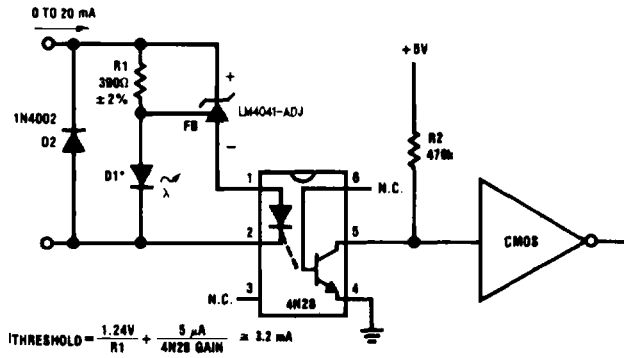 0 TO 20 mA
R1
390Ω
±2%
+
LM4041-ADJ
FB
−
1N4002
D2
D1*
λ
+5V
R2
470k
1
6
N.C.
2
5
CMOS
3
N.C.
4
4N28
ITHRESHOLD = 1.24V / R1 + 5 μA / 4N28 GAIN ≅ 3.2 mA